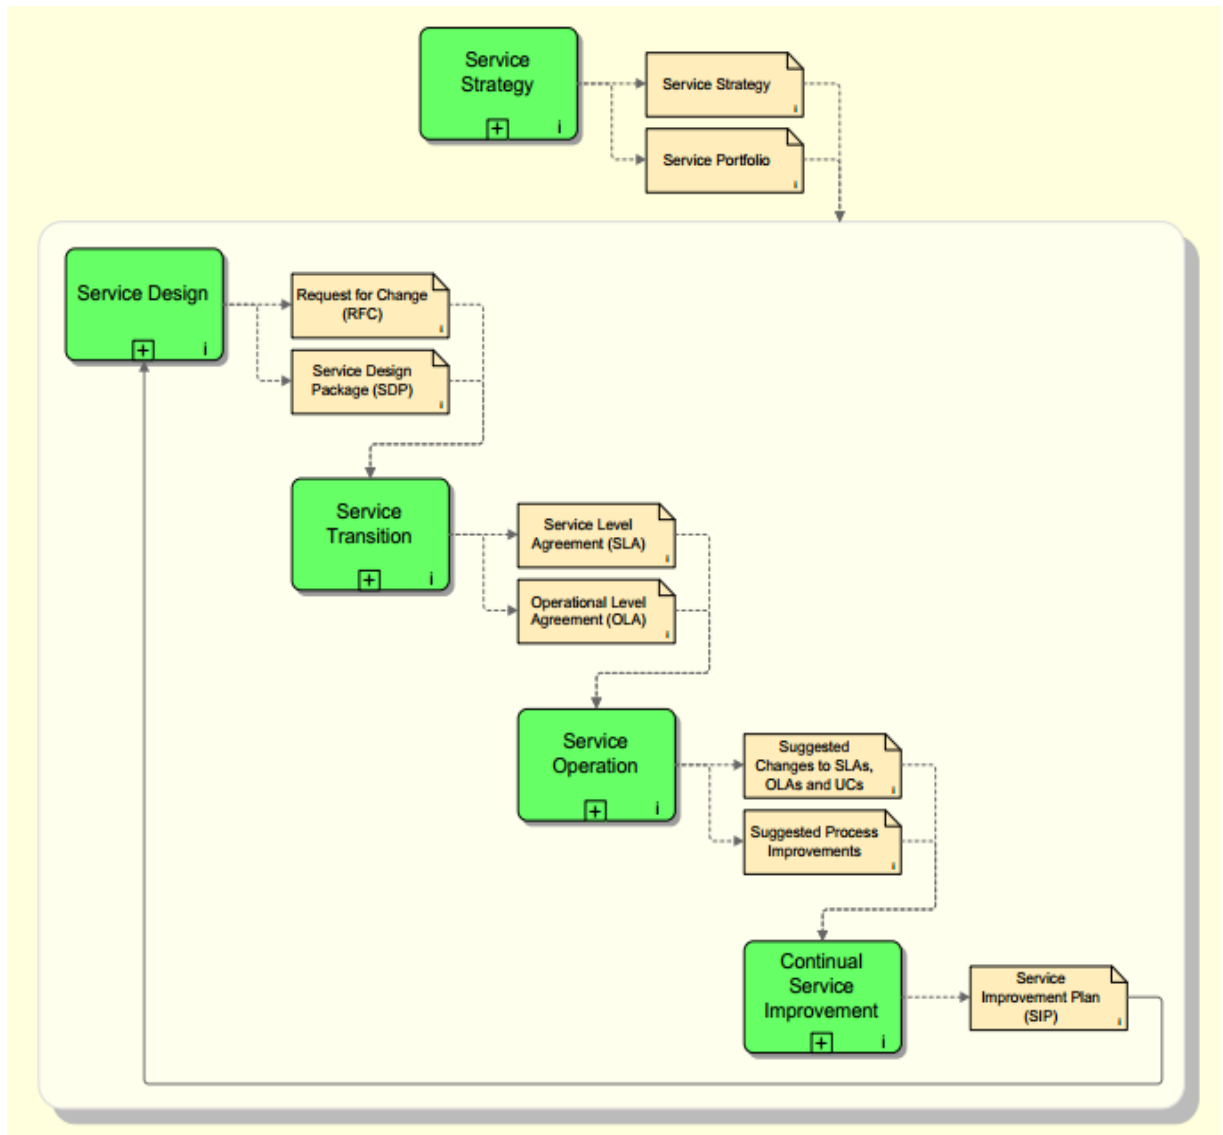 Service
Strategy
i
Service Strategy
i
Service Portfolio
i
Service Design
i
Request for Change
(RFC)
i
Service Design
Package (SDP)
i
Service
Transition
i
Service Level
Agreement (SLA)
i
Operational Level
Agreement (OLA)
i
Service
Operation
i
Suggested
Changes to SLAs,
OLAs and UCs
i
Suggested Process
Improvements
i
Continual
Service
Improvement
i
Service
Improvement Plan
(SIP)
i